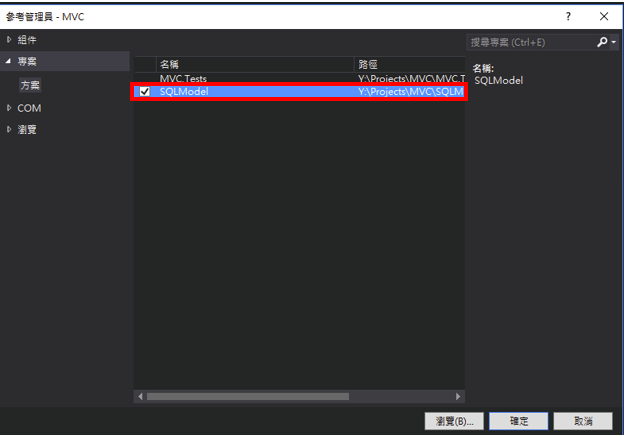 參考管理員 - MVC
?
組件
專案
方案
COM
瀏覽
名稱 路徑
MVC.Tests Y:\Projects\MVC\MVC.T
SQLModel Y:\Projects\MVC\SQLM
搜尋專案 (Ctrl+E)
名稱:
SQLModel
瀏覽(B)... 確定 取消